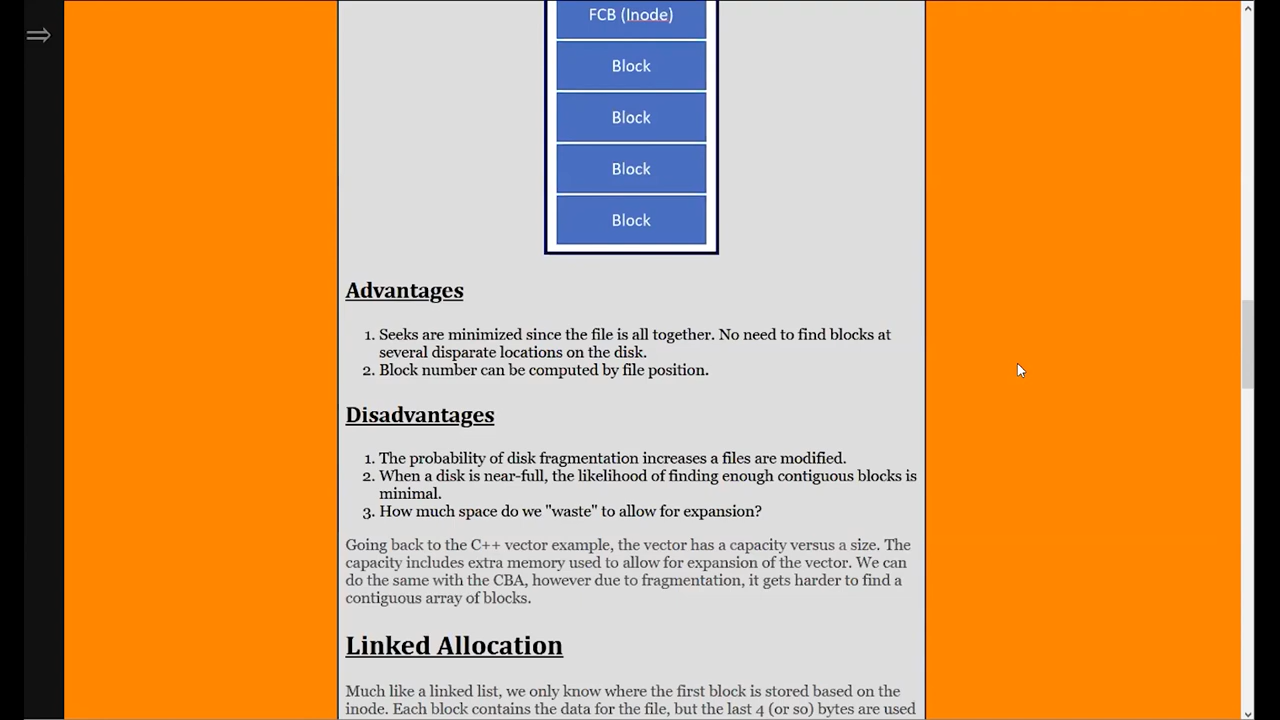 ⇒
FCB (Inode)
Block
Block
Block
Block
Advantages
1. Seeks are minimized since the file is all together. No need to find blocks at
several disparate locations on the disk.
2. Block number can be computed by file position.
Disadvantages
1. The probability of disk fragmentation increases a files are modified.
2. When a disk is near-full, the likelihood of finding enough contiguous blocks is
minimal.
3. How much space do we "waste" to allow for expansion?
Going back to the C++ vector example, the vector has a capacity versus a size. The
capacity includes extra memory used to allow for expansion of the vector. We can
do the same with the CBA, however due to fragmentation, it gets harder to find a
contiguous array of blocks.
Linked Allocation
Much like a linked list, we only know where the first block is stored based on the
inode. Each block contains the data for the file, but the last 4 (or so) bytes are used